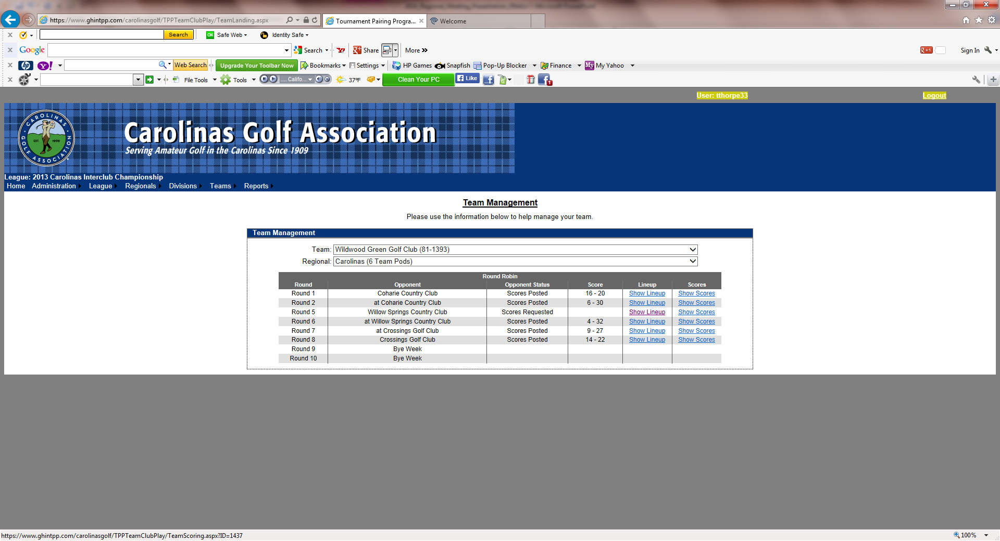 https://www.ghintpp.com/carolinasgolf/TPPTeamClubPlay/TeamLanding.aspx
Tournament Pairing Progra...
Welcome
Search
OK Safe Web
Identity Safe
Google
Search
Share
More »
g+1
Sign In
hp Y!
Web Search
Upgrade Your Toolbar Now
Bookmarks
Settings
HP Games
Snapfish
Pop-Up Blocker
Finance
My My Yahoo
File Tools
Tools
..... Califo...
37°F
Clean Your PC
Like
1
User: tthorpe33
Logout
CAROLINAS GOLF ASSOCIATION
EST. 1909
Carolinas Golf Association
Serving Amateur Golf in the Carolinas Since 1909
League: 2013 Carolinas Interclub Championship
Home Administration League Regionals Divisions Teams Reports
Team Management
Please use the information below to help manage your team.
Team Management
Team: Wildwood Green Golf Club (81-1393)
Regional: Carolinas (6 Team Pods)
Round Robin
Round Opponent Opponent Status Score Lineup Scores
Round 1 Coharie Country Club Scores Posted 16 - 20 Show Lineup Show Scores
Round 2 at Coharie Country Club Scores Posted 6 - 30 Show Lineup Show Scores
Round 5 Willow Springs Country Club Scores Requested Show Lineup Show Scores
Round 6 at Willow Springs Country Club Scores Posted 4 - 32 Show Lineup Show Scores
Round 7 at Crossings Golf Club Scores Posted 9 - 27 Show Lineup Show Scores
Round 8 Crossings Golf Club Scores Posted 14 - 22 Show Lineup Show Scores
Round 9 Bye Week
Round 10 Bye Week
https://www.ghintpp.com/carolinasgolf/TPPTeamClubPlay/TeamScoring.aspx?ID=1437
100%